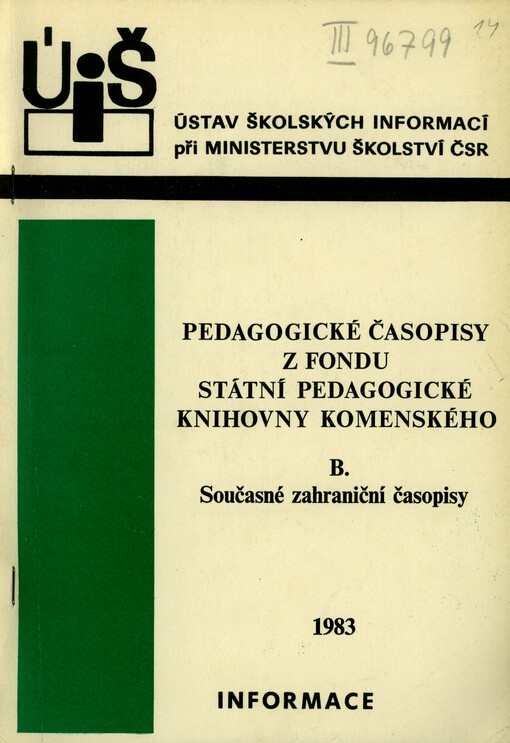 III 96799 14
ÚIŠ
ÚSTAV ŠKOLSKÝCH INFORMACÍ
při MINISTERSTVU ŠKOLSTVÍ ČSR
PEDAGOGICKÉ ČASOPISY
Z FONDU
STÁTNÍ PEDAGOGICKÉ
KNIHOVNY KOMENSKÉHO
B.
Současné zahraniční časopisy
1983
INFORMACE